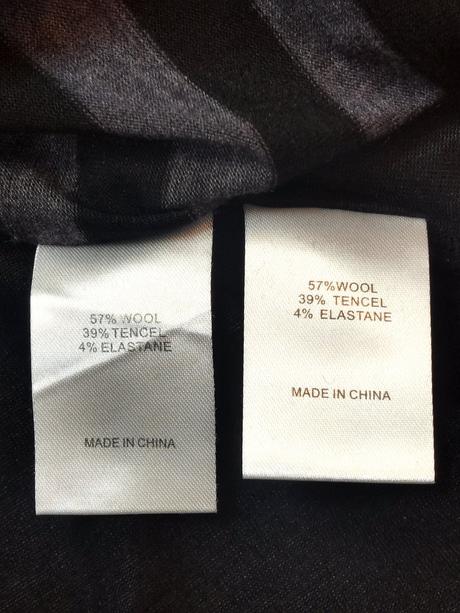 57% WOOL
39% TENCEL
4% ELASTANE
MADE IN CHINA
57%WOOL
39% TENCEL
4% ELASTANE
MADE IN CHINA